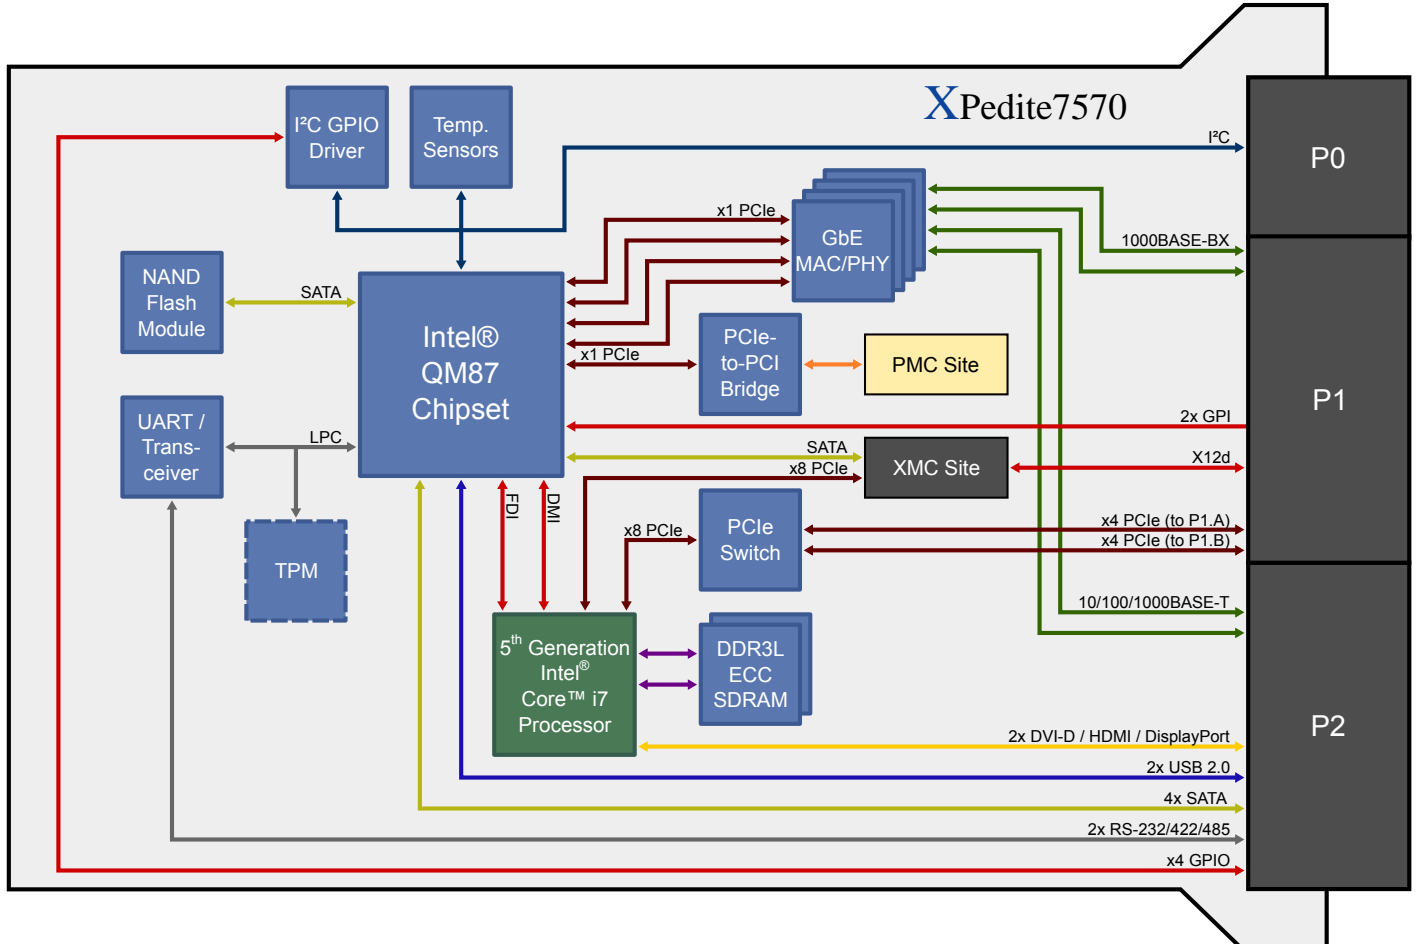 XPedite7570
I²C GPIO
Driver
Temp.
Sensors
I²C
P0
x1 PCIe
GbE
MAC/PHY
1000BASE-BX
NAND
Flash
Module
SATA
Intel®
QM87
Chipset
x1 PCIe
PCIe-
to-PCI
Bridge
PMC Site
P1
UART /
Trans-
ceiver
LPC
2x GPI
SATA
x8 PCIe
XMC Site
X12d
FDI
DMI
x8 PCIe
PCIe
Switch
x4 PCIe (to P1.A)
x4 PCIe (to P1.B)
TPM
10/100/1000BASE-T
5th Generation
Intel®
Core™ i7
Processor
DDR3L
ECC
SDRAM
P2
2x DVI-D / HDMI / DisplayPort
2x USB 2.0
4x SATA
2x RS-232/422/485
x4 GPIO